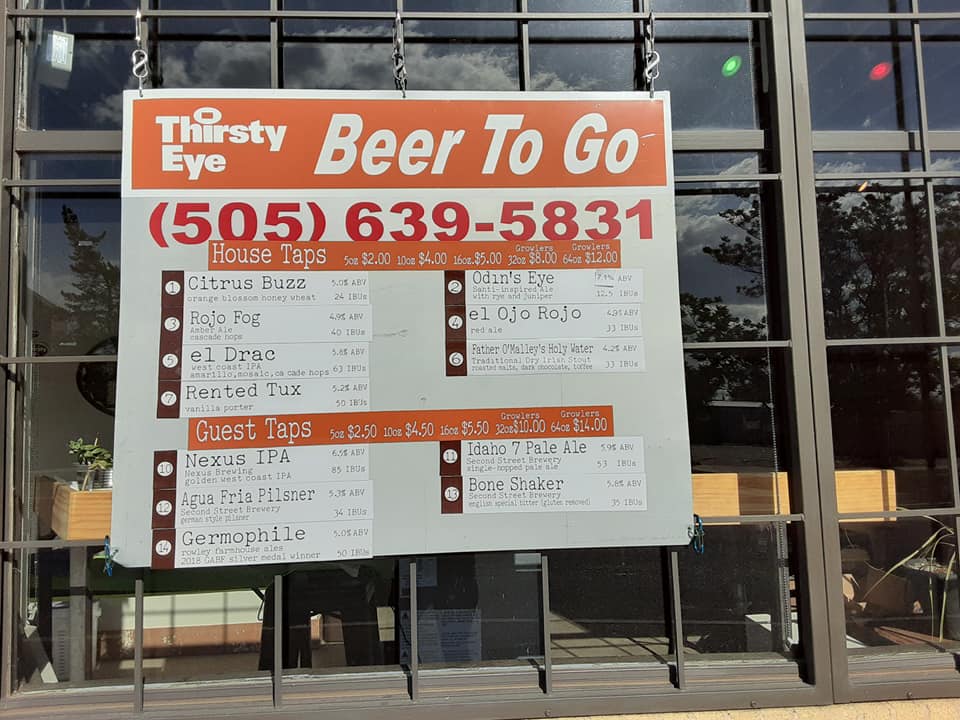 Thirsty
Eye
Beer To Go
(505) 639-5831
House Taps 5oz $2.00 10oz $4.00 16oz.$5.00 Growlers 32oz $8.00 Growlers 64oz $12.00
1 Citrus Buzz 5.0% ABV
orange blossom honey wheat 24 IBUs
2 Odin's Eye 7.1% ABV
Sahti-inspired Ale
with rye and juniper 12.5 IBUs
3 Rojo Fog 4.9% ABV
Amber Ale
cascade hops 40 IBUs
4 el Ojo Rojo 4.9% ABV
red ale 33 IBUs
5 el Drac 5.8% ABV
west coast IPA
amarillo,mosaic,ca cade hops 63 IBUs
6 Father O'Malley's Holy Water 4.2% ABV
Traditional Dry Irish Stout
roasted malts, dark chocolate, toffee 33 IBUs
7 Rented Tux 5.2% ABV
vanilla porter 50 IBUs
Guest Taps 5oz $2.50 10oz $4.50 16oz $5.50 Growlers 32oz$10.00 Growlers 64oz $14.00
10 Nexus IPA 6.5% ABV
Nexus Brewing
golden west coast IPA 85 IBUs
11 Idaho 7 Pale Ale 5.9% ABV
Second Street Brewery
single-hopped pale ale 53 IBUs
12 Agua Fria Pilsner 5.3% ABV
Second Street Brewery
german style pilsner 34 IBUs
13 Bone Shaker 5.8% ABV
Second Street Brewery
english special bitter (gluten removed) 35 IBUs
14 Germophile 5.0% ABV
rowley farmhouse ales
2018 GABF silver medal winner 50 IBUs